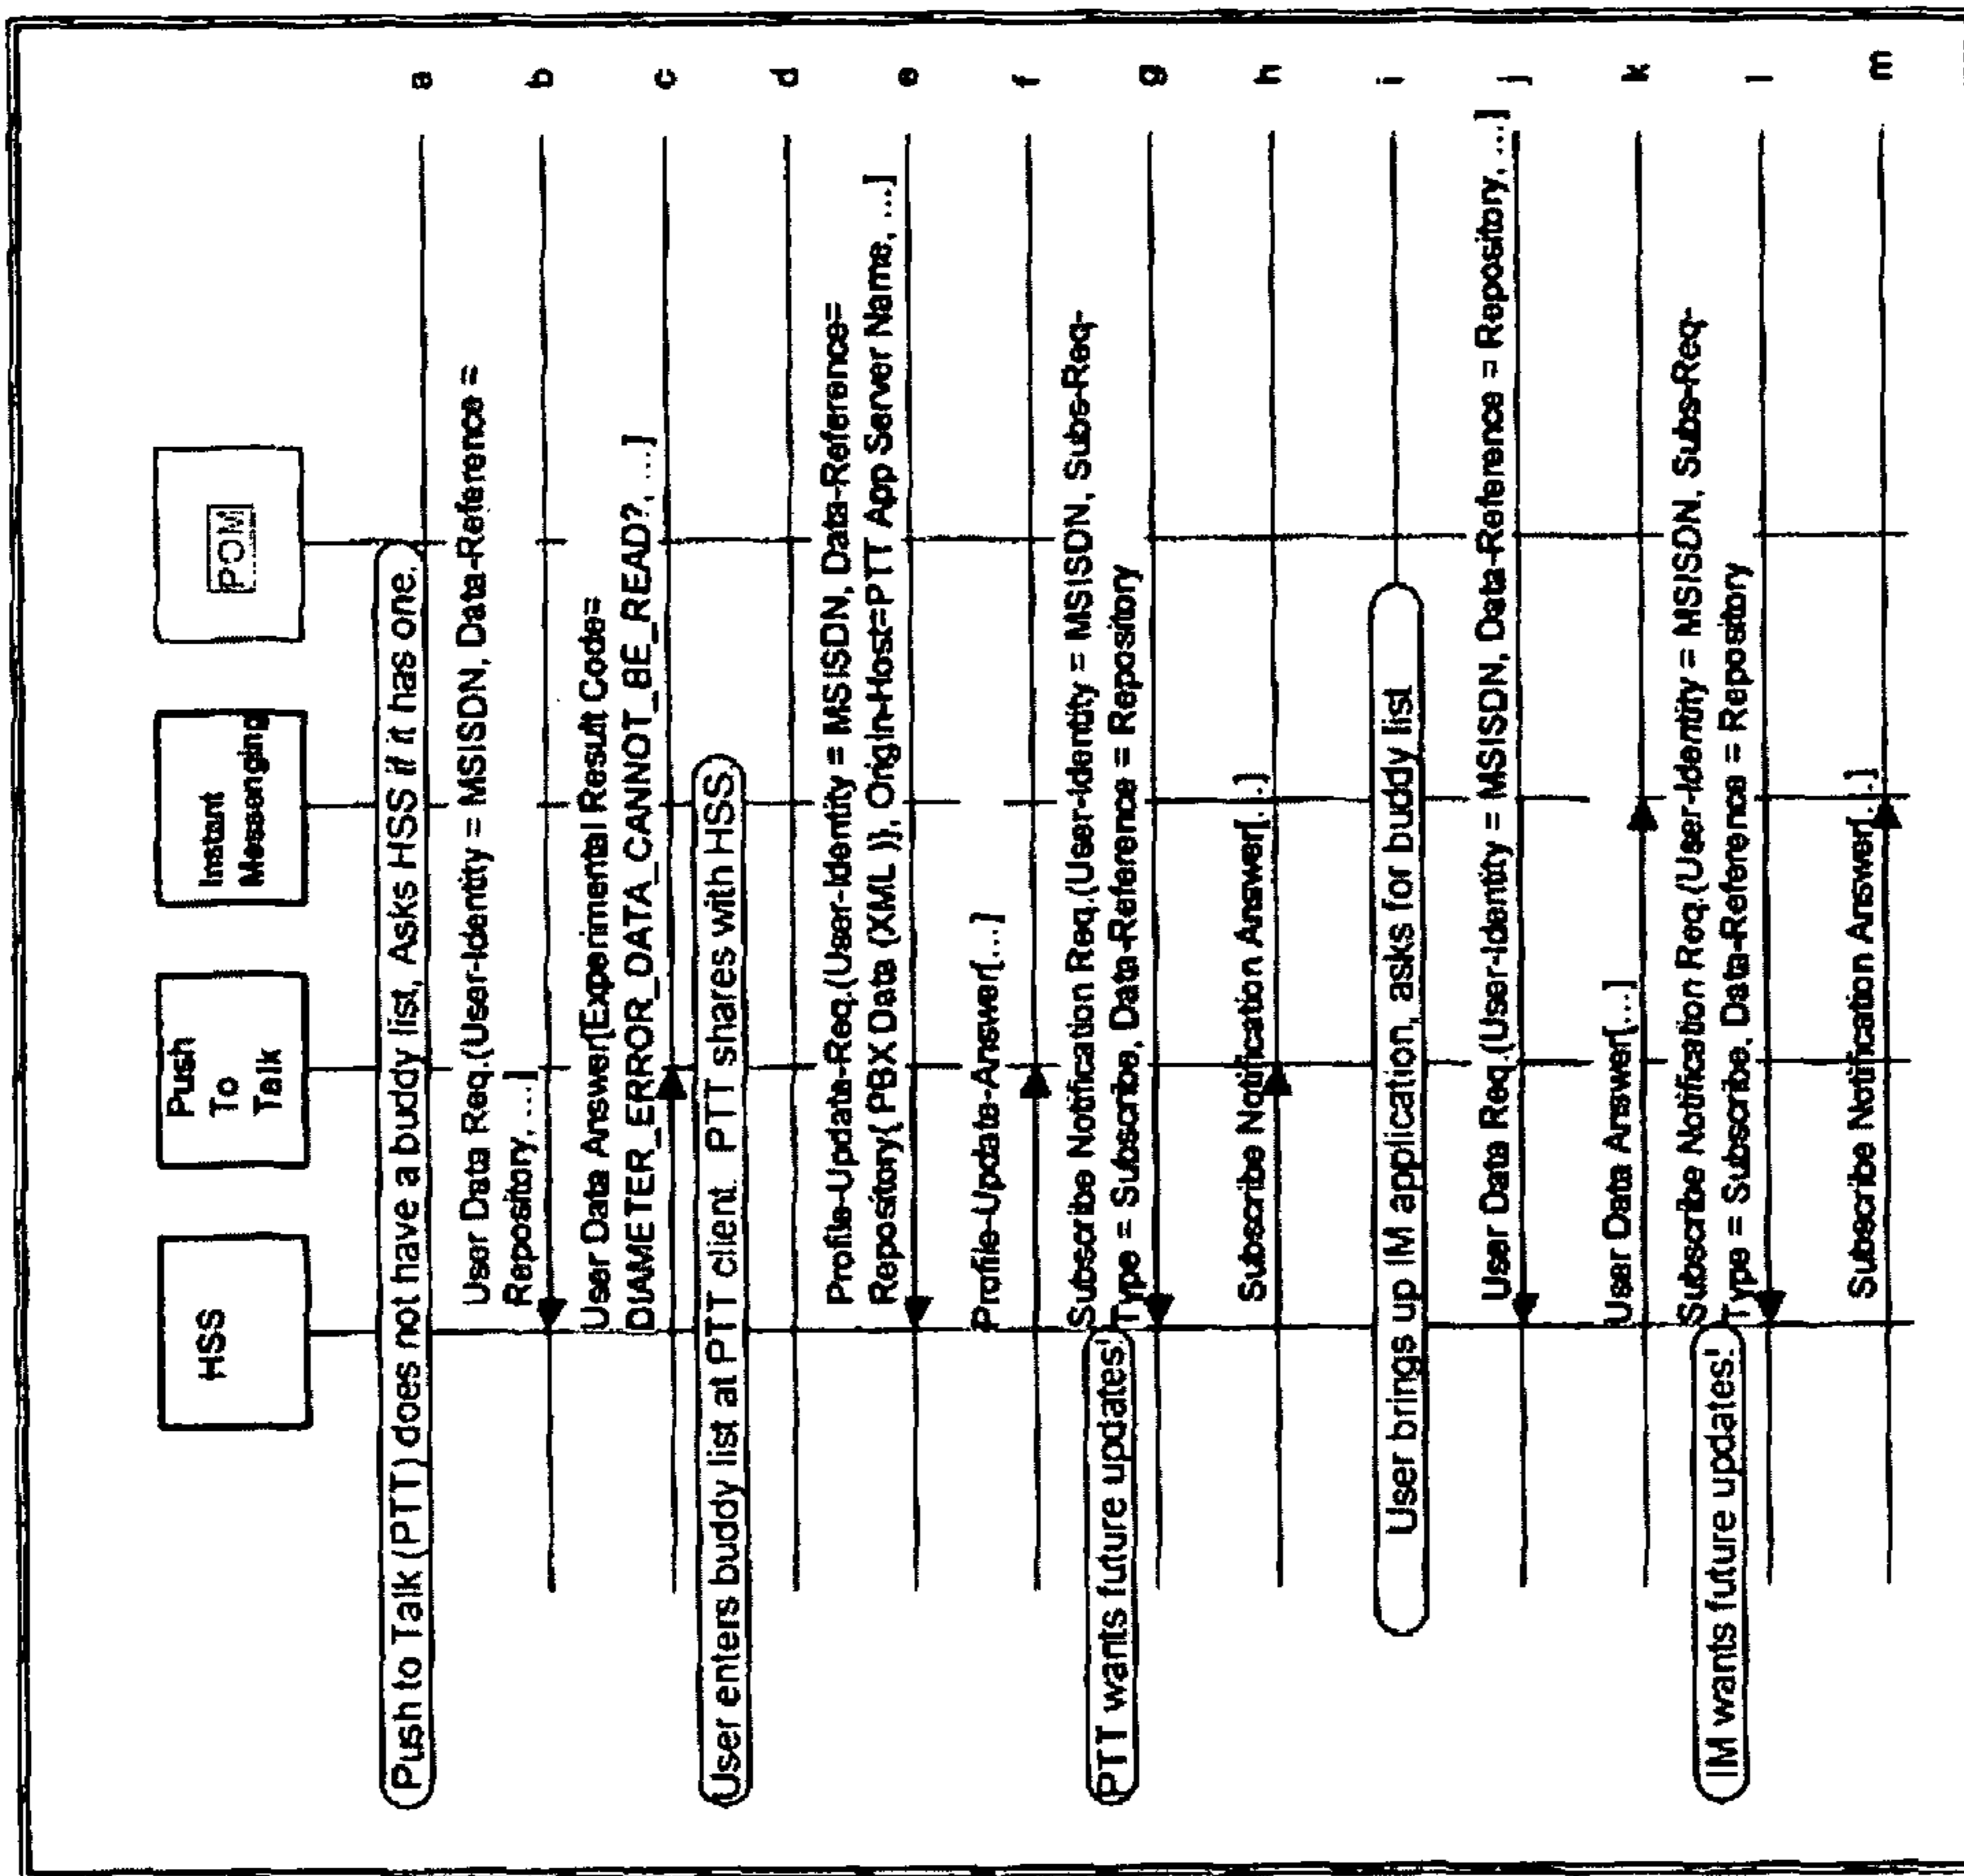 HSS
Push
To
Talk
Instant
Messenging
PCM
Push to Talk (PTT) does not have a buddy list, Asks HSS if it has one.
a
User Data Req.(User-Identity = MSISDN, Data-Reference =
Repository, ...]
b
User Data Answer[Experimental Result Code=
DIAMETER_ERROR_DATA_CANNOT_BE_READ?, ...]
c
User enters buddy list at PTT client. PTT shares with HSS
d
Profile-Update-Req.(User-Identity = MSISDN, Data-Reference=
Repository{ PBX Data (XML )}, Origin-Host=PTT App Server Name, ...]
e
Profile-Update-Answer[...]
f
PTT wants future updates!
Subscribe Notification Req.(User-Identity = MSISDN, Subs-Req-
Type = Subscribe, Data-Reference = Repository
g
Subscribe Notification Answer[...]
h
User brings up IM application, asks for buddy list
i
User Data Req.(User-Identity = MSISDN, Data-Reference = Repository, ...]
j
User Data Answer[...]
k
IM wants future updates!
Subscribe Notification Req.(User-Identity = MSISDN, Subs-Req-
Type = Subscribe, Data-Reference = Repository
l
Subscribe Notification Answer[...]
m